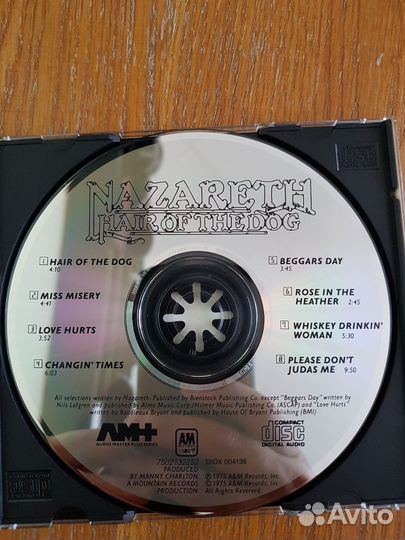 NAZARETH
HAIR OF THE DOG
1 HAIR OF THE DOG
4:10
2 MISS MISERY
4:41
3 LOVE HURTS
3:51
4 CHANGIN' TIMES
6:03
5 BEGGARS DAY
3:45
6 ROSE IN THE
HEATHER 2:45
7 WHISKEY DRINKIN'
WOMAN 5:30
8 PLEASE DON'T
JUDAS ME 9:50
All selections written by Nazareth. Published by Bienstock Publishing Co. except "Beggars Day" written by
Nils Lofgren and published by Almo Music Corp./Hilmer Music Publishing Co. (ASCAP) and "Love Hurts"
written by Boudleaux Bryant and published by House Of Bryant Publishing (BMI)
AM+
AUDIO MASTER PLUS SERIES
A&M
RECORDS
COMPACT
disc
DIGITAL AUDIO
7502132252 DIDX 004136
PRODUCED
BY MANNY CHARLTON
A MOUNTAIN RECORDS
PRODUCTION.
℗ 1975 A&M Records, Inc.
© 1975 A&M Records, Inc.
All Rights Reserved.
Avito